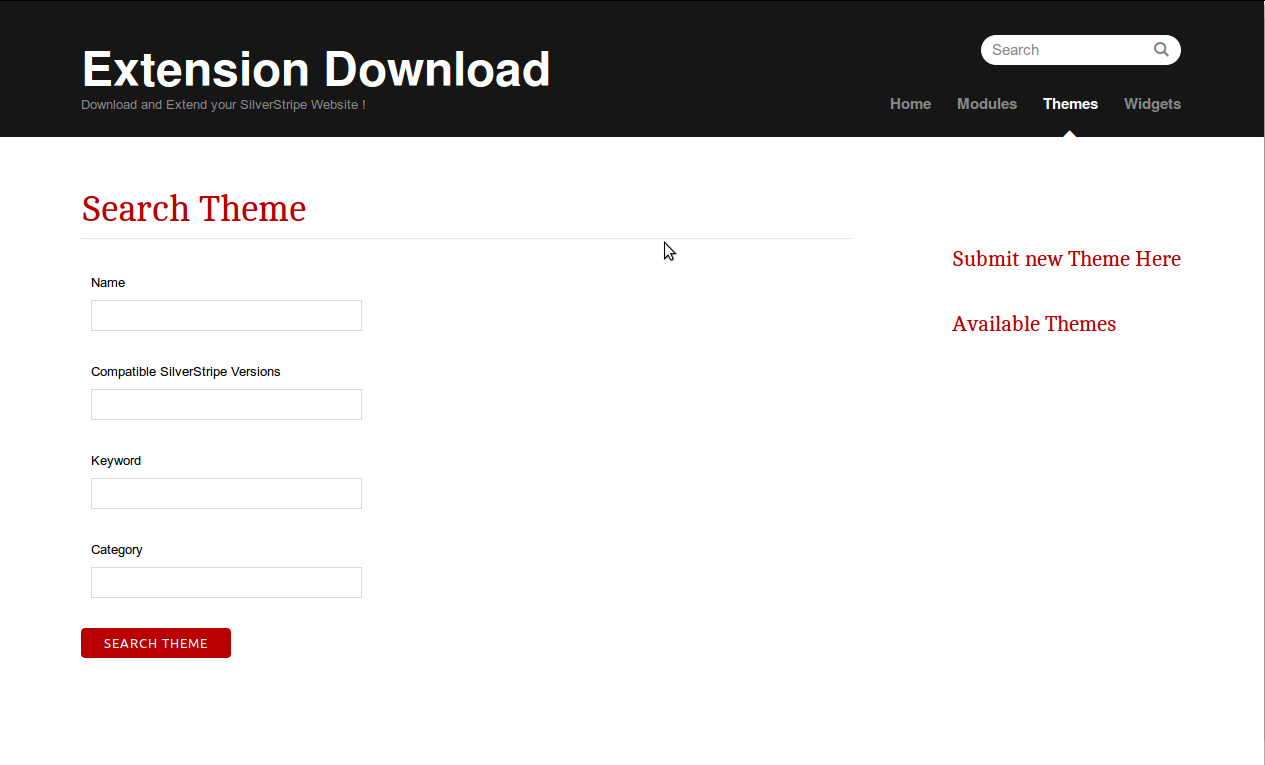 Extension Download
Download and Extend your SilverStripe Website !
Search
Home Modules Themes Widgets
Search Theme
Name
Compatible SilverStripe Versions
Keyword
Category
SEARCH THEME
Submit new Theme Here
Available Themes